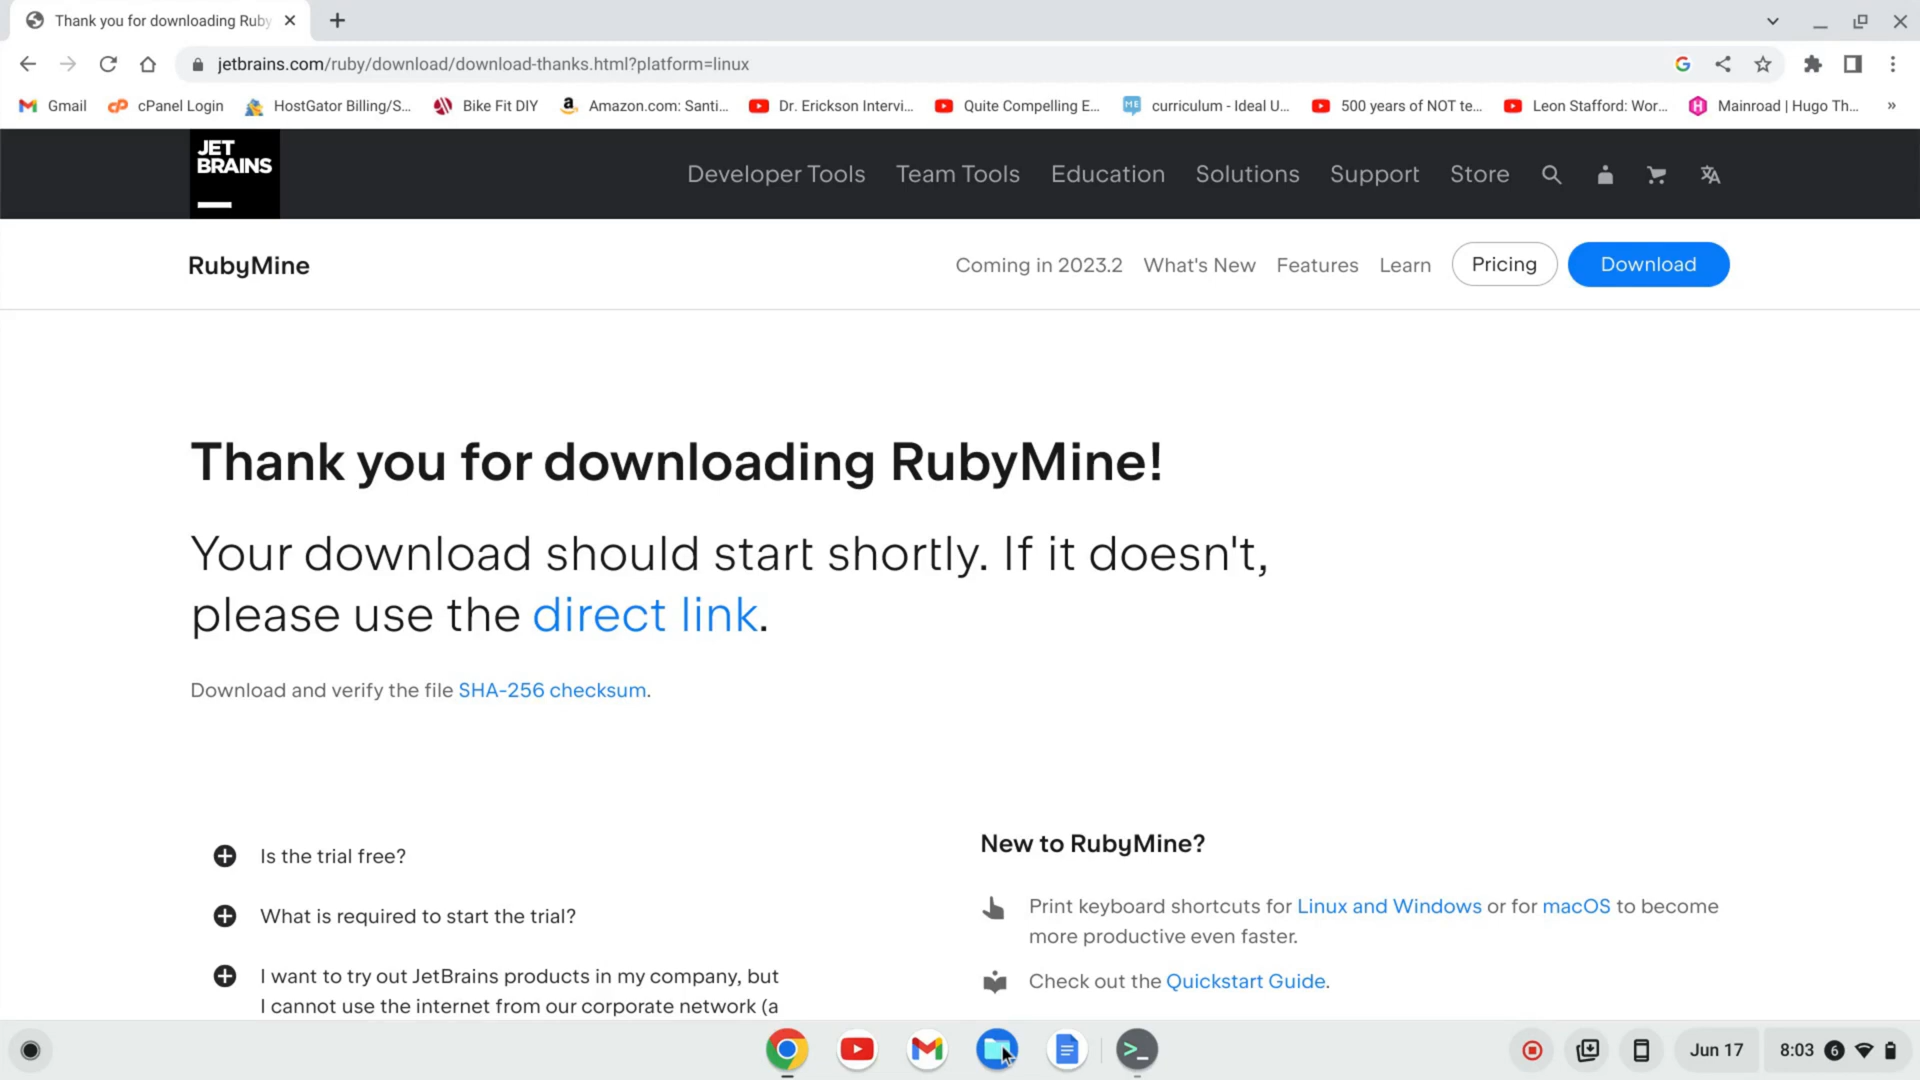 Thank you for downloading Ruby
jetbrains.com/ruby/download/download-thanks.html?platform=linux
Gmail
cPanel Login
HostGator Billing/S...
Bike Fit DIY
Amazon.com: Santi...
Dr. Erickson Intervi...
Quite Compelling E...
curriculum - Ideal U...
500 years of NOT te...
Leon Stafford: Wor...
Mainroad | Hugo Th...
»
JET
BRAINS
Developer Tools
Team Tools
Education
Solutions
Support
Store
RubyMine
Coming in 2023.2
What's New
Features
Learn
Pricing
Download
Thank you for downloading RubyMine!
Your download should start shortly. If it doesn't,
please use the direct link.
Download and verify the file SHA-256 checksum.
Is the trial free?
What is required to start the trial?
I want to try out JetBrains products in my company, but
I cannot use the internet from our corporate network (a
New to RubyMine?
Print keyboard shortcuts for Linux and Windows or for macOS to become
more productive even faster.
Check out the Quickstart Guide.
Jun 17
8:03
6